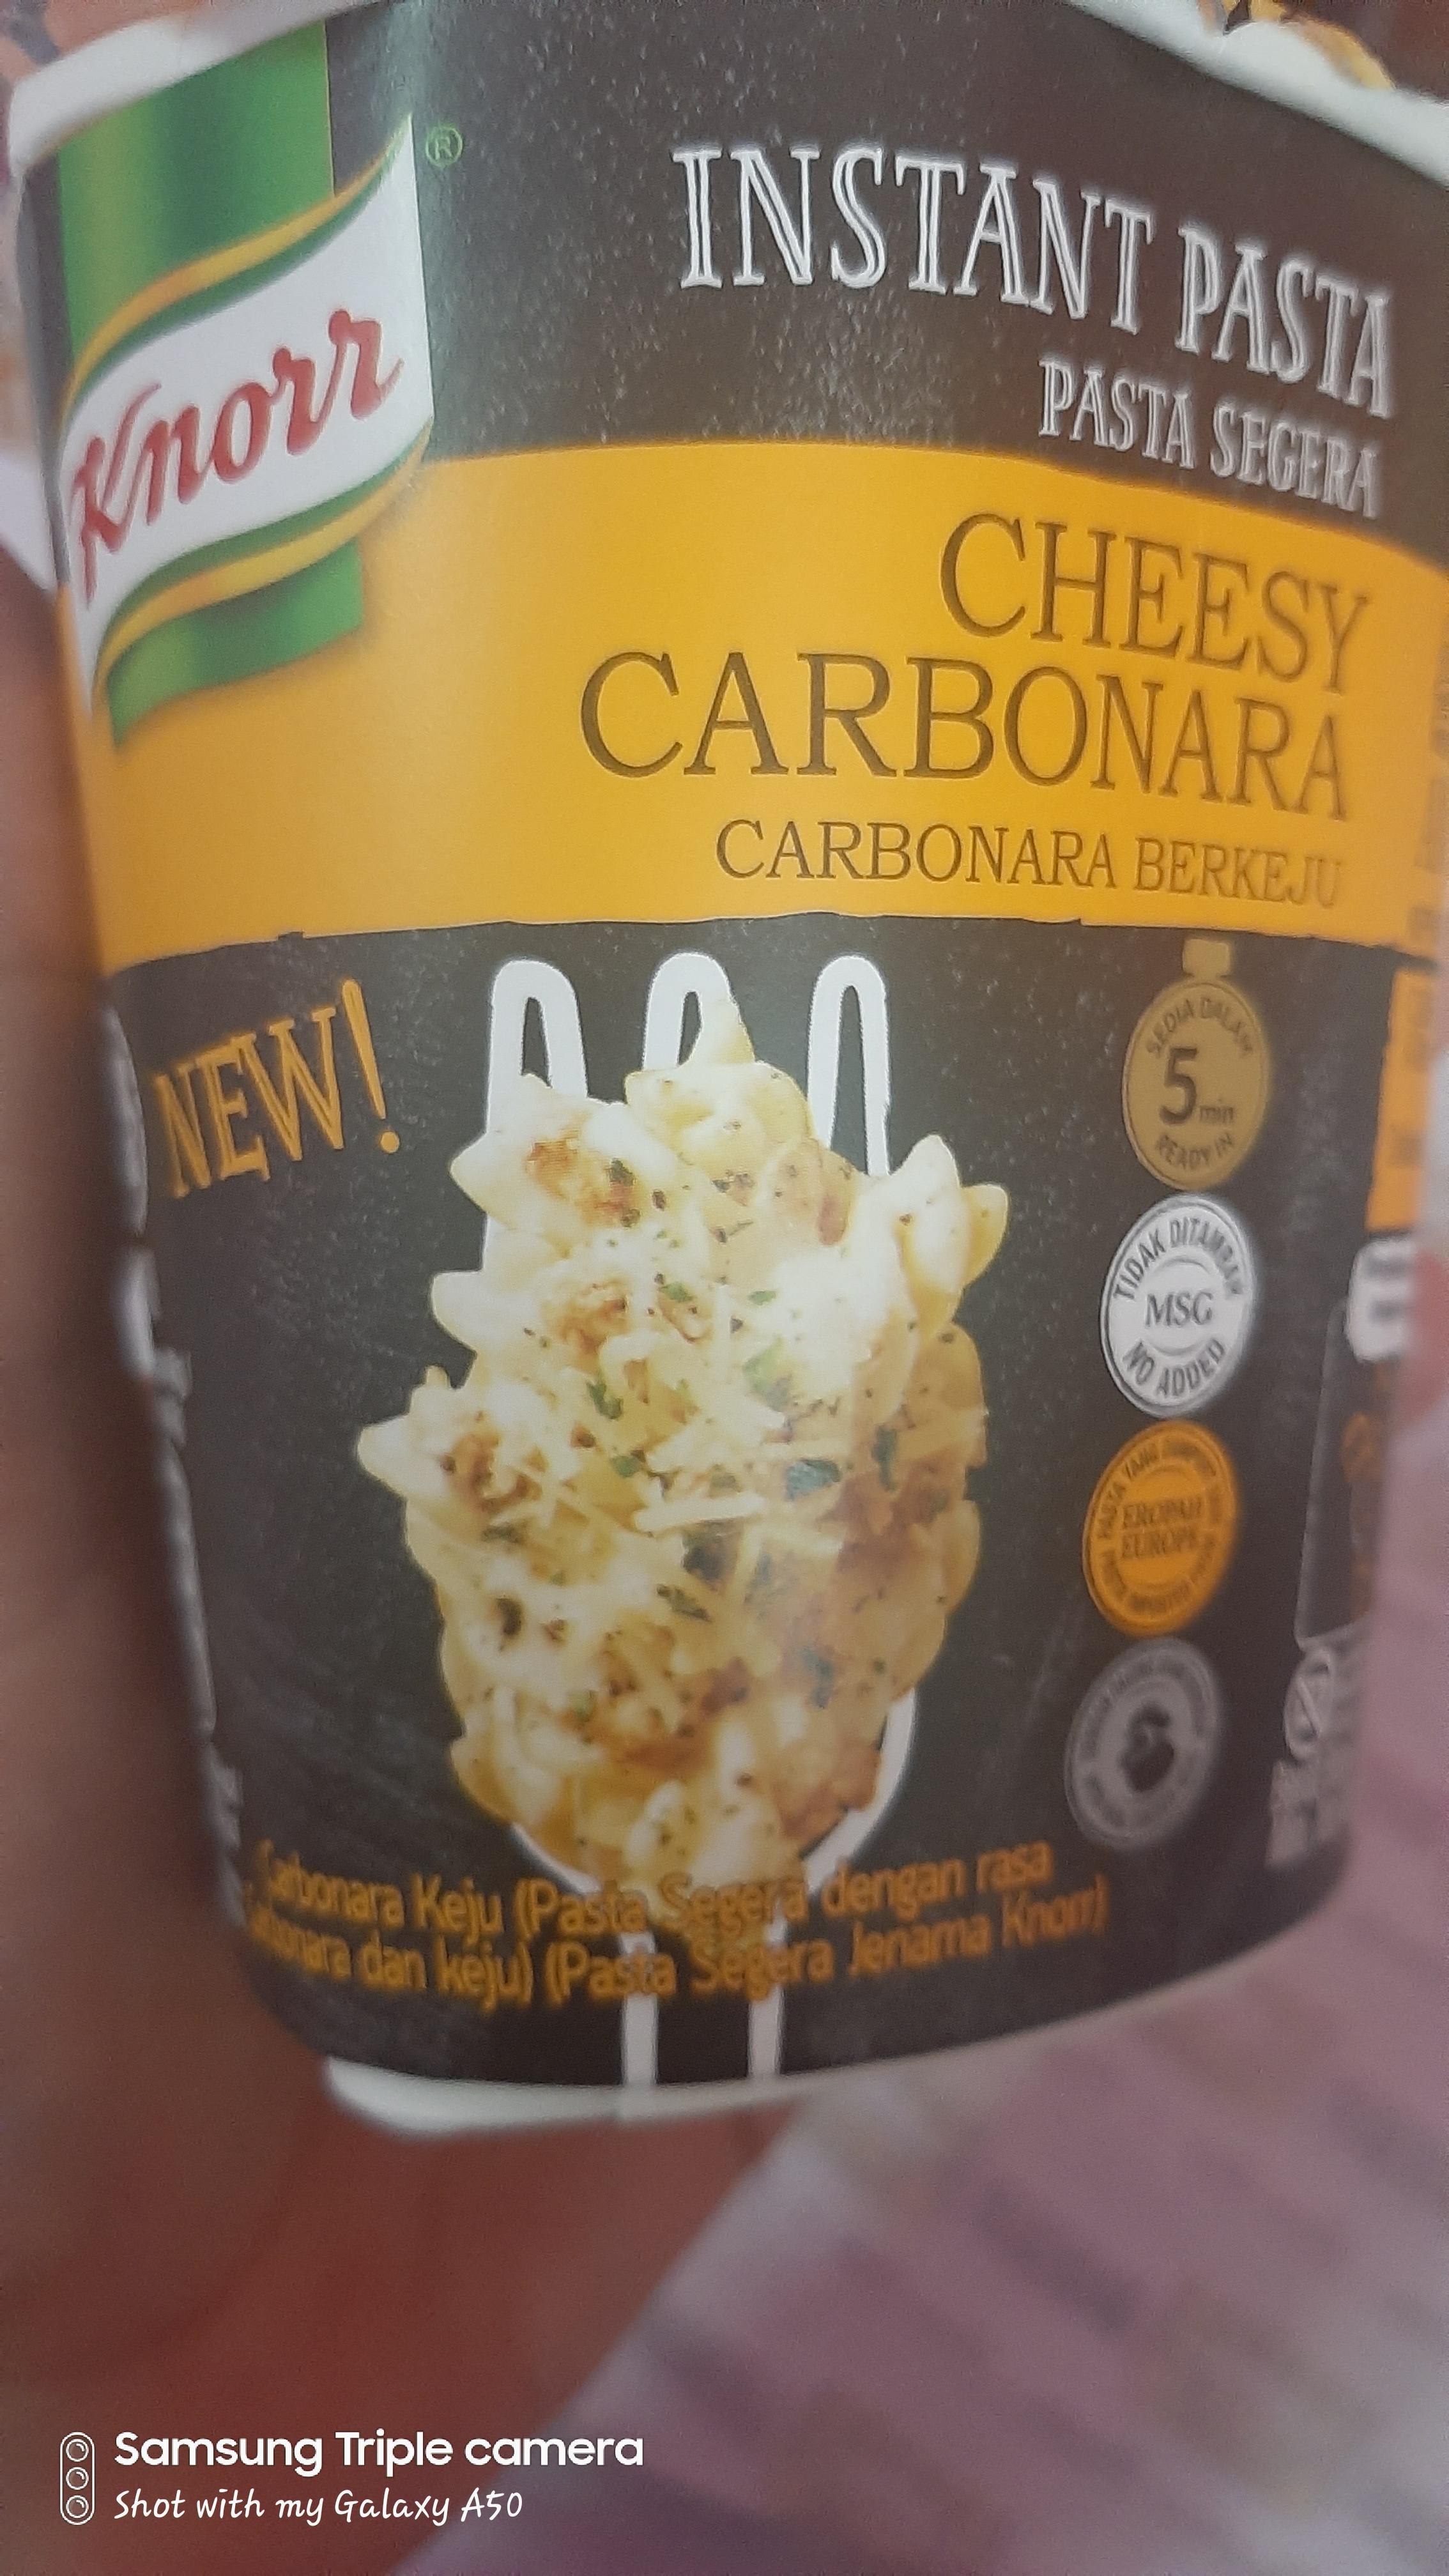 Knorr®
INSTANT PASTA
PASTA SEGERA
CHEESY
CARBONARA
CARBONARA BERKEJU
NEW!
SEDIA DALAM
5 min
READY IN
TIDAK DITAMBAH
MSG
NO ADDED
PASTA YANG
EROPAH
EUROPE
Carbonara Keju (Pasta Segera dengan rasa
Carbonara dan keju) (Pasta Segera Jenama Knorr)
Samsung Triple camera
Shot with my Galaxy A50